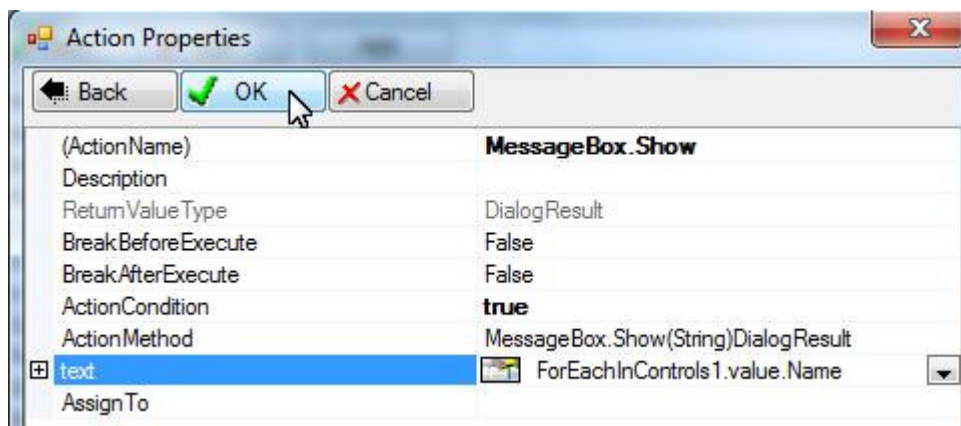 Action Properties
Back OK Cancel
(ActionName) MessageBox.Show
Description
ReturnValueType DialogResult
BreakBeforeExecute False
BreakAfterExecute False
ActionCondition true
ActionMethod MessageBox.Show(String)DialogResult
text ForEachInControls1.value.Name
AssignTo